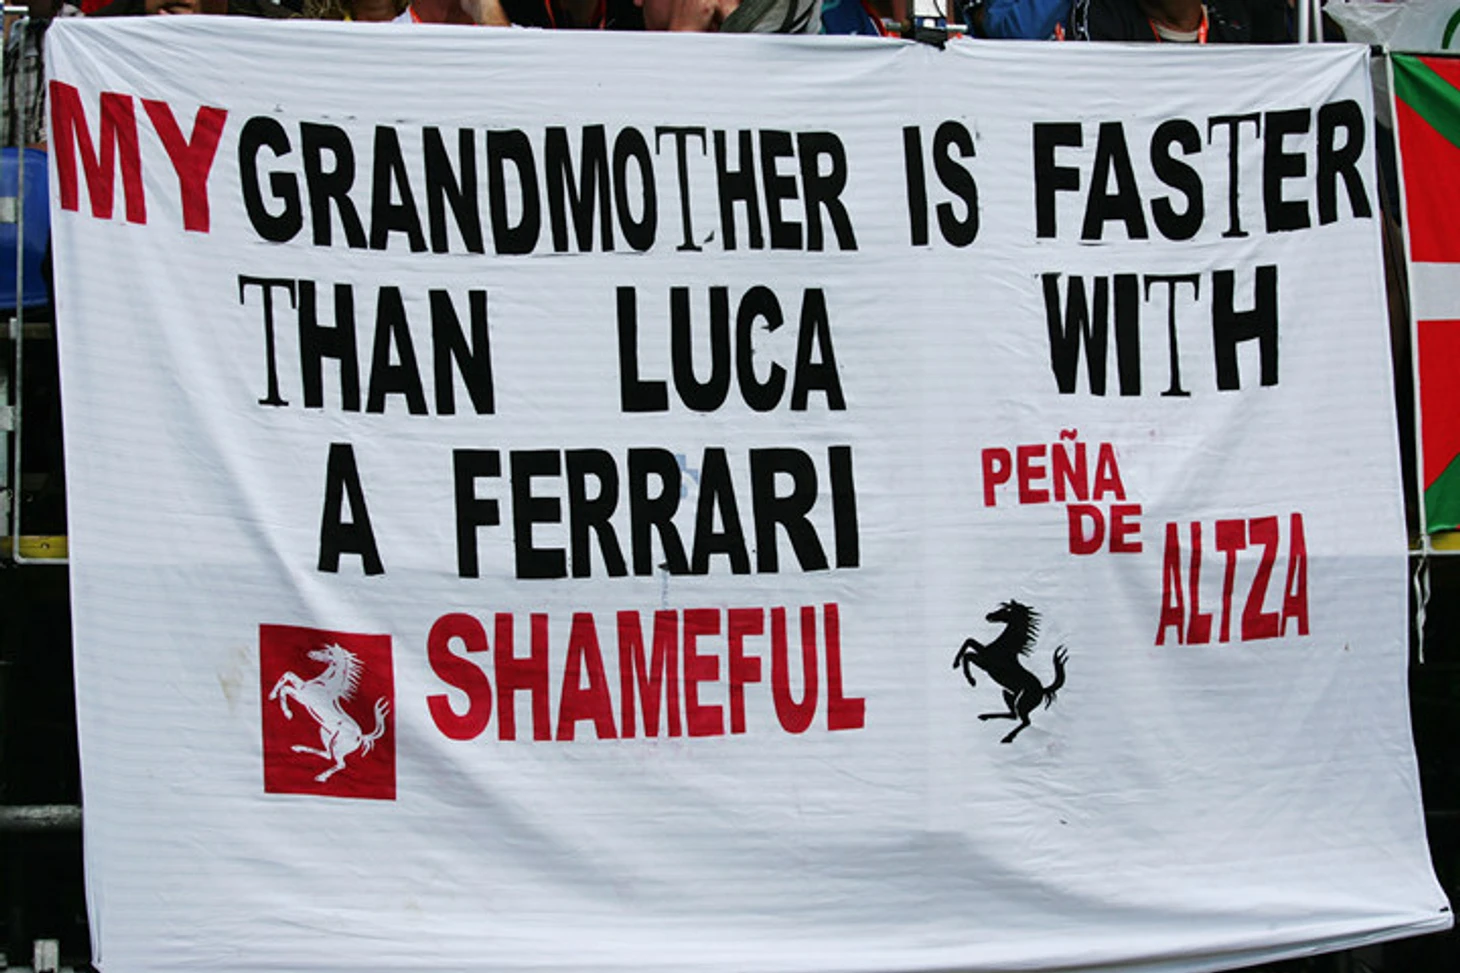 MY GRANDMOTHER IS FASTER
THAN LUCA WITH
A FERRARI
SHAMEFUL
PEÑA
DE
ALTZA